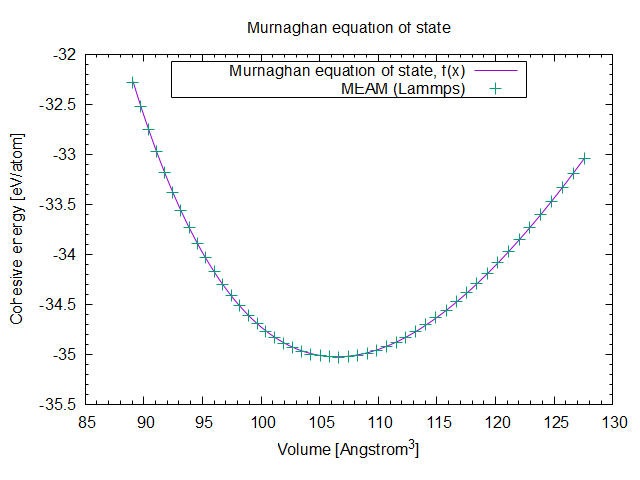 Murnaghan equation of state
Murnaghan equation of state, f(x)
MEAM (Lammps)
Cohesive energy [eV/atom]
-32
-32.5
-33
-33.5
-34
-34.5
-35
-35.5
85 90 95 100 105 110 115 120 125 130
Volume [Angstrom³]